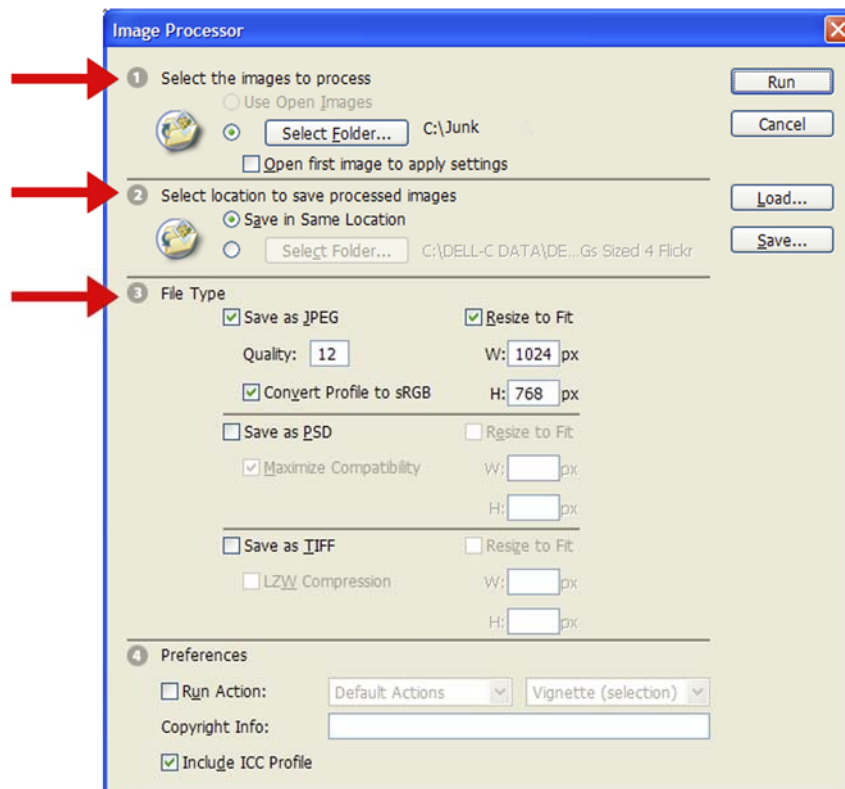 Image Processor
1 Select the images to process
Use Open Images
Select Folder... C:\Junk
Open first image to apply settings
Run
Cancel
2 Select location to save processed images
Save in Same Location
Select Folder... C:\DELL-C DATA\DE...Gs Sized 4 Flickr
Load...
Save...
3 File Type
Save as JPEG Resize to Fit
Quality: 12 W: 1024 px
Convert Profile to sRGB H: 768 px
Save as PSD Resize to Fit
Maximize Compatibility W: px
H: px
Save as TIFF Resize to Fit
LZW Compression W: px
H: px
4 Preferences
Run Action: Default Actions Vignette (selection)
Copyright Info:
Include ICC Profile